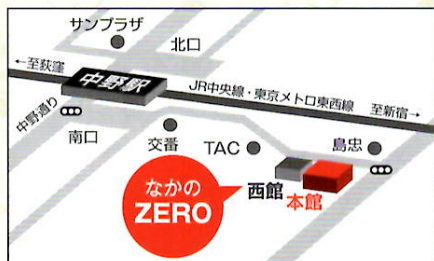 サンプラザ
北口
←至荻窪
中野駅
JR中央線・東京メトロ東西線
至新宿→
中野通り
南口
交番
TAC
島忠
なかの
ZERO
西館
本館